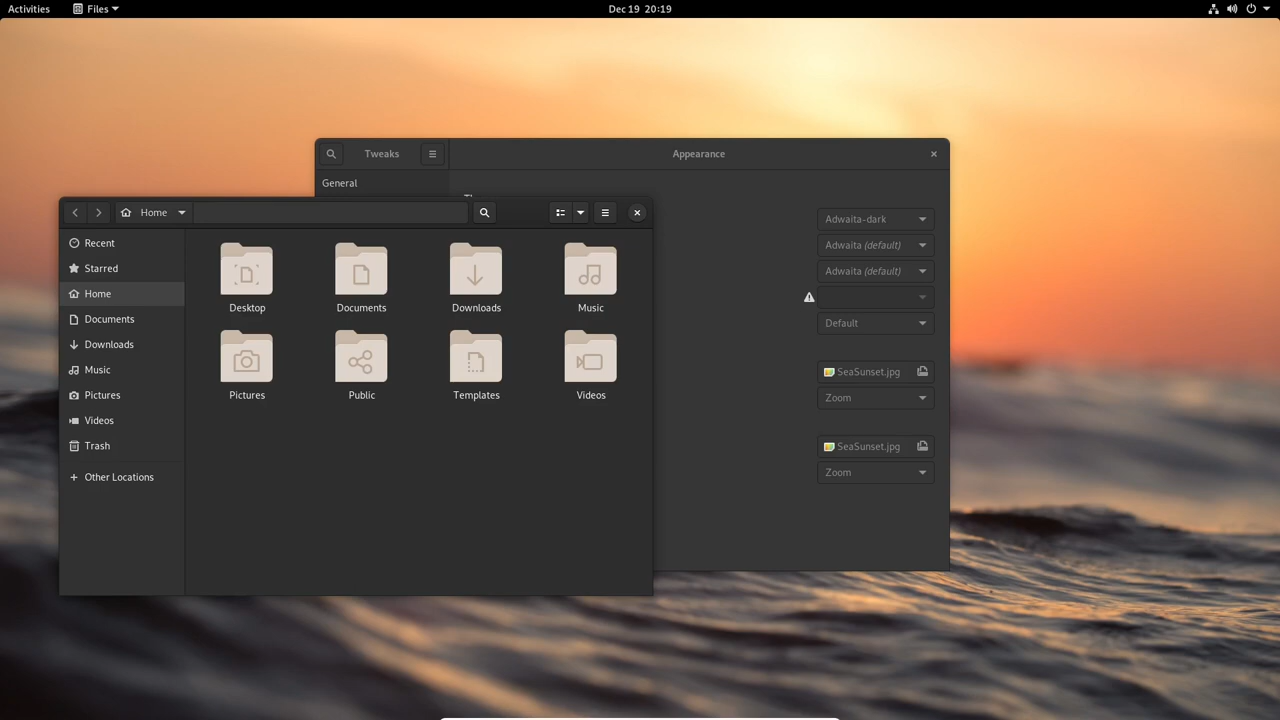 Activities
Files
Dec 19 20:19
Tweaks
Appearance
General
Adwaita-dark
Adwaita (default)
Adwaita (default)
Default
SeaSunset.jpg
Zoom
SeaSunset.jpg
Zoom
Home
Recent
Starred
Home
Documents
Downloads
Music
Pictures
Videos
Trash
Other Locations
Desktop
Documents
Downloads
Music
Pictures
Public
Templates
Videos